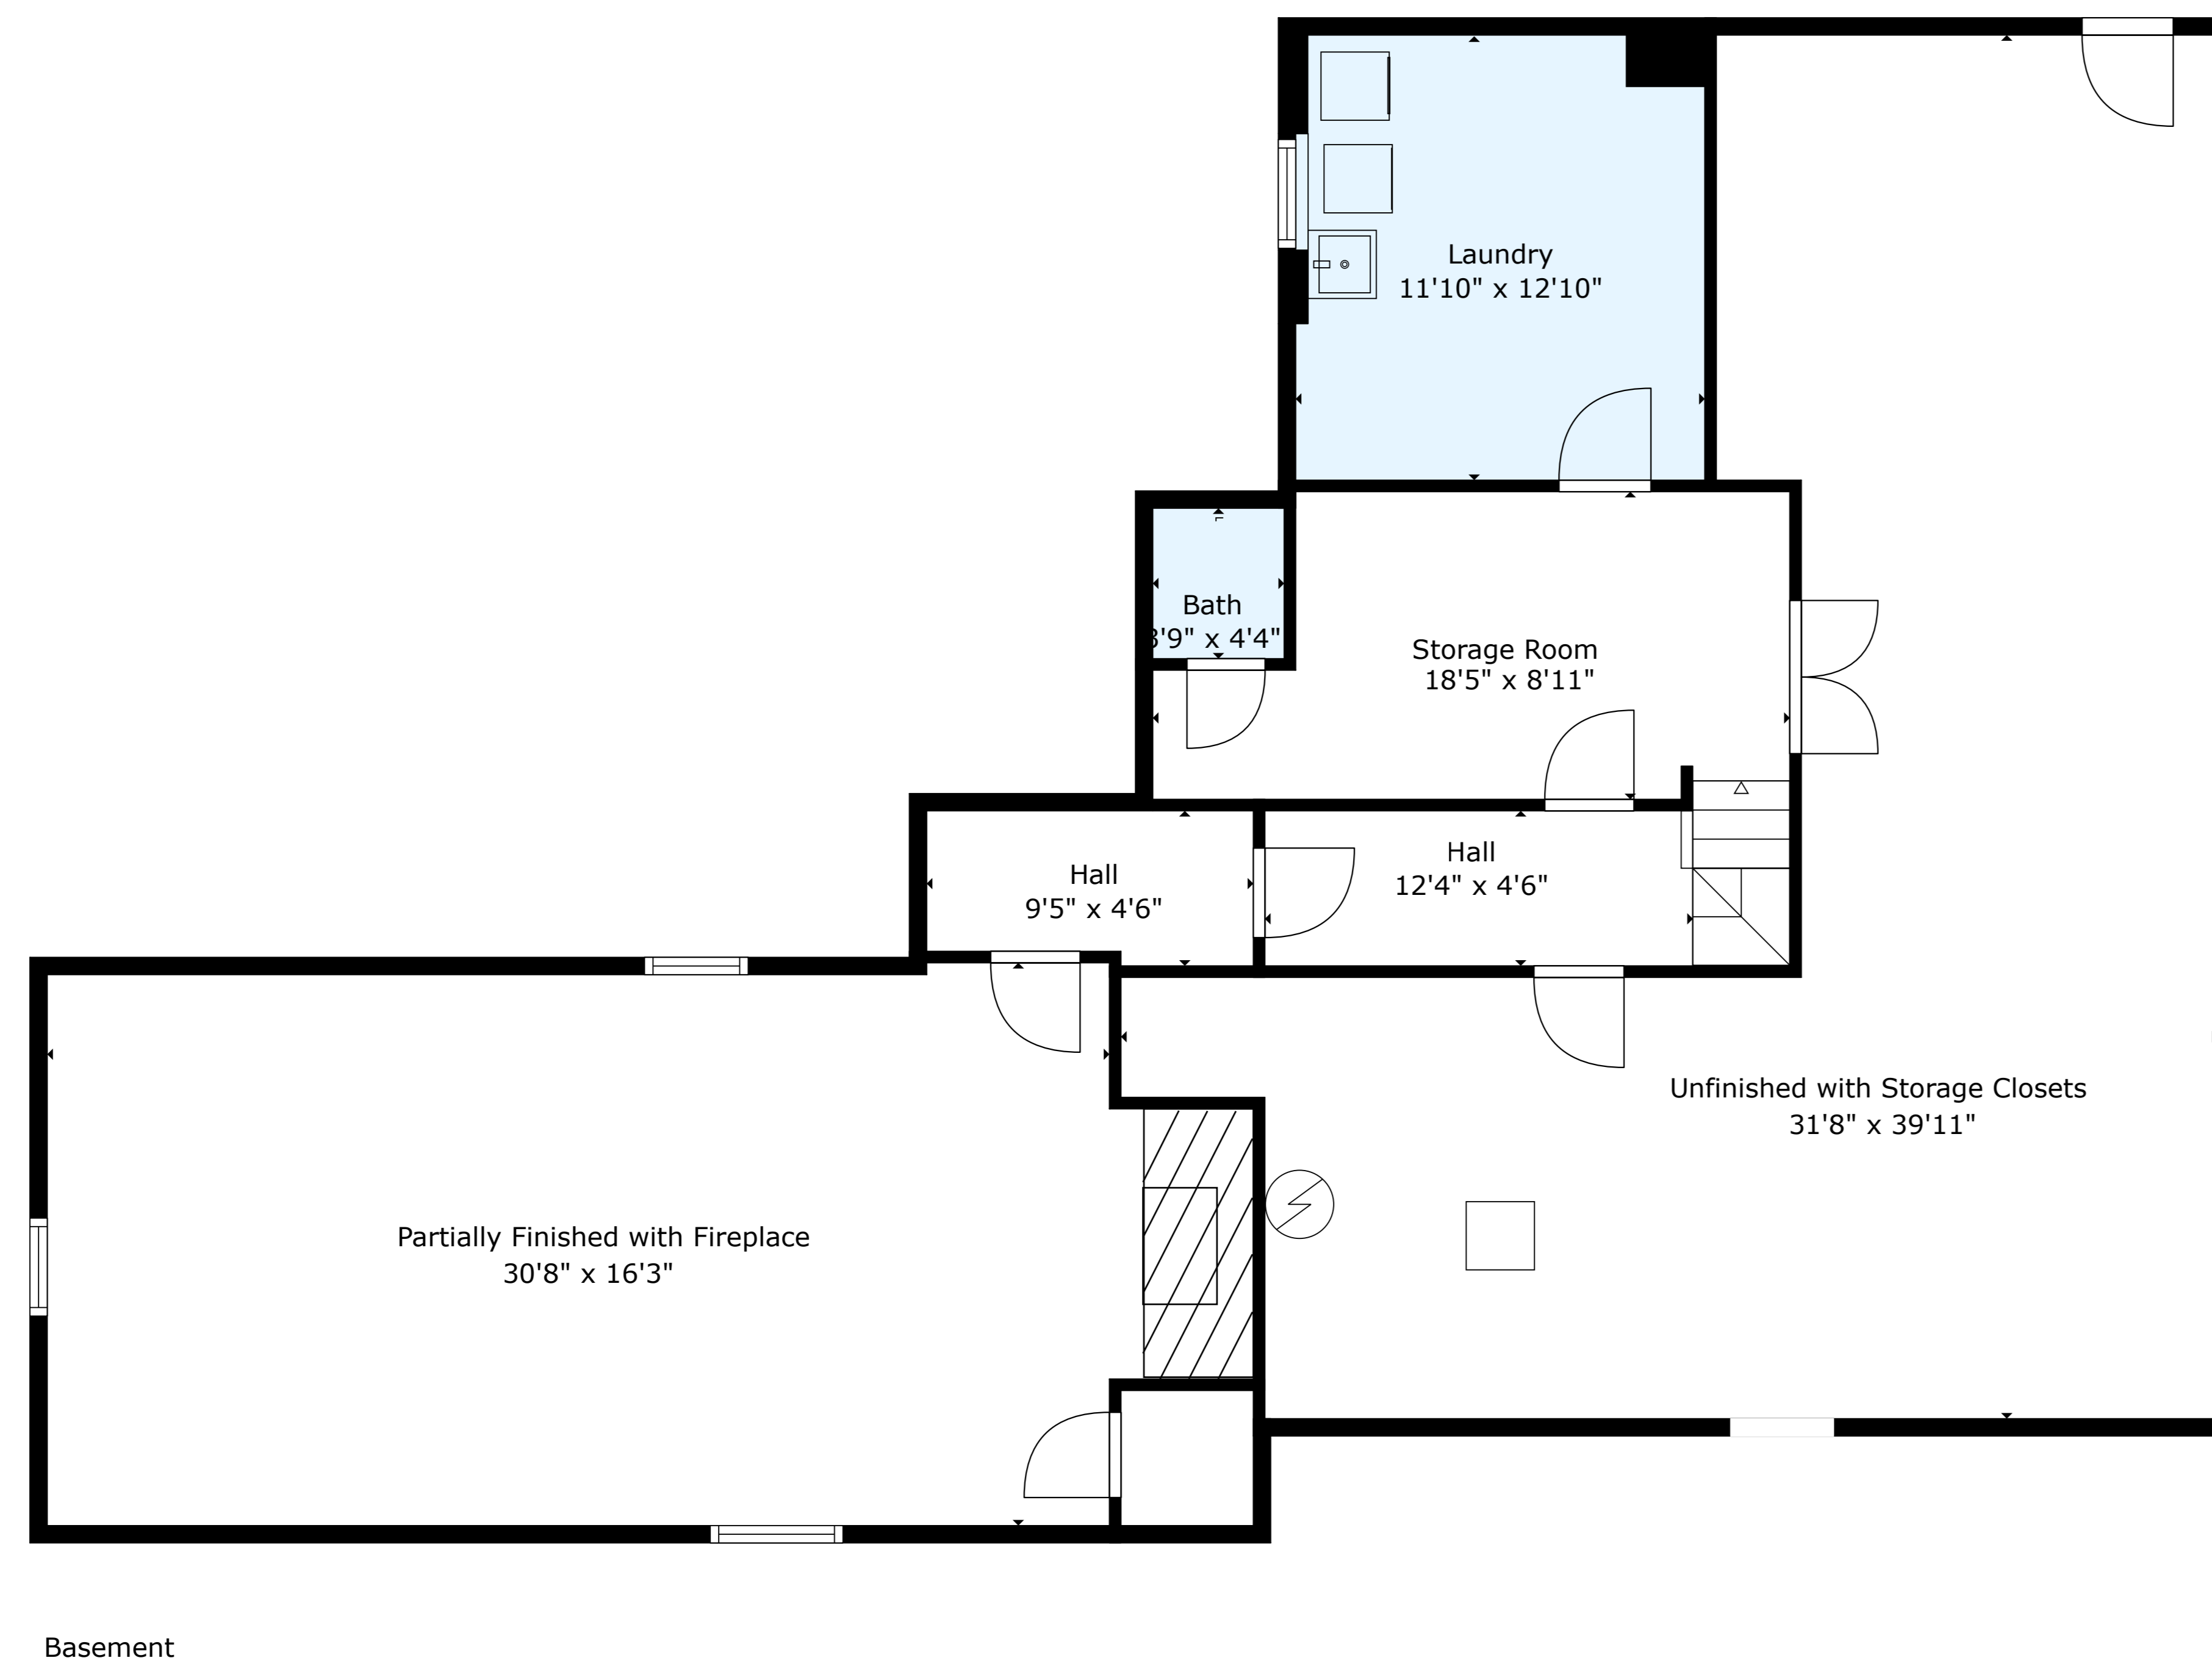 Laundry
11'10" x 12'10"
Bath
3'9" x 4'4"
Storage Room
18'5" x 8'11"
Hall
9'5" x 4'6"
Hall
12'4" x 4'6"
Unfinished with Storage Closets
31'8" x 39'11"
Partially Finished with Fireplace
30'8" x 16'3"
Basement